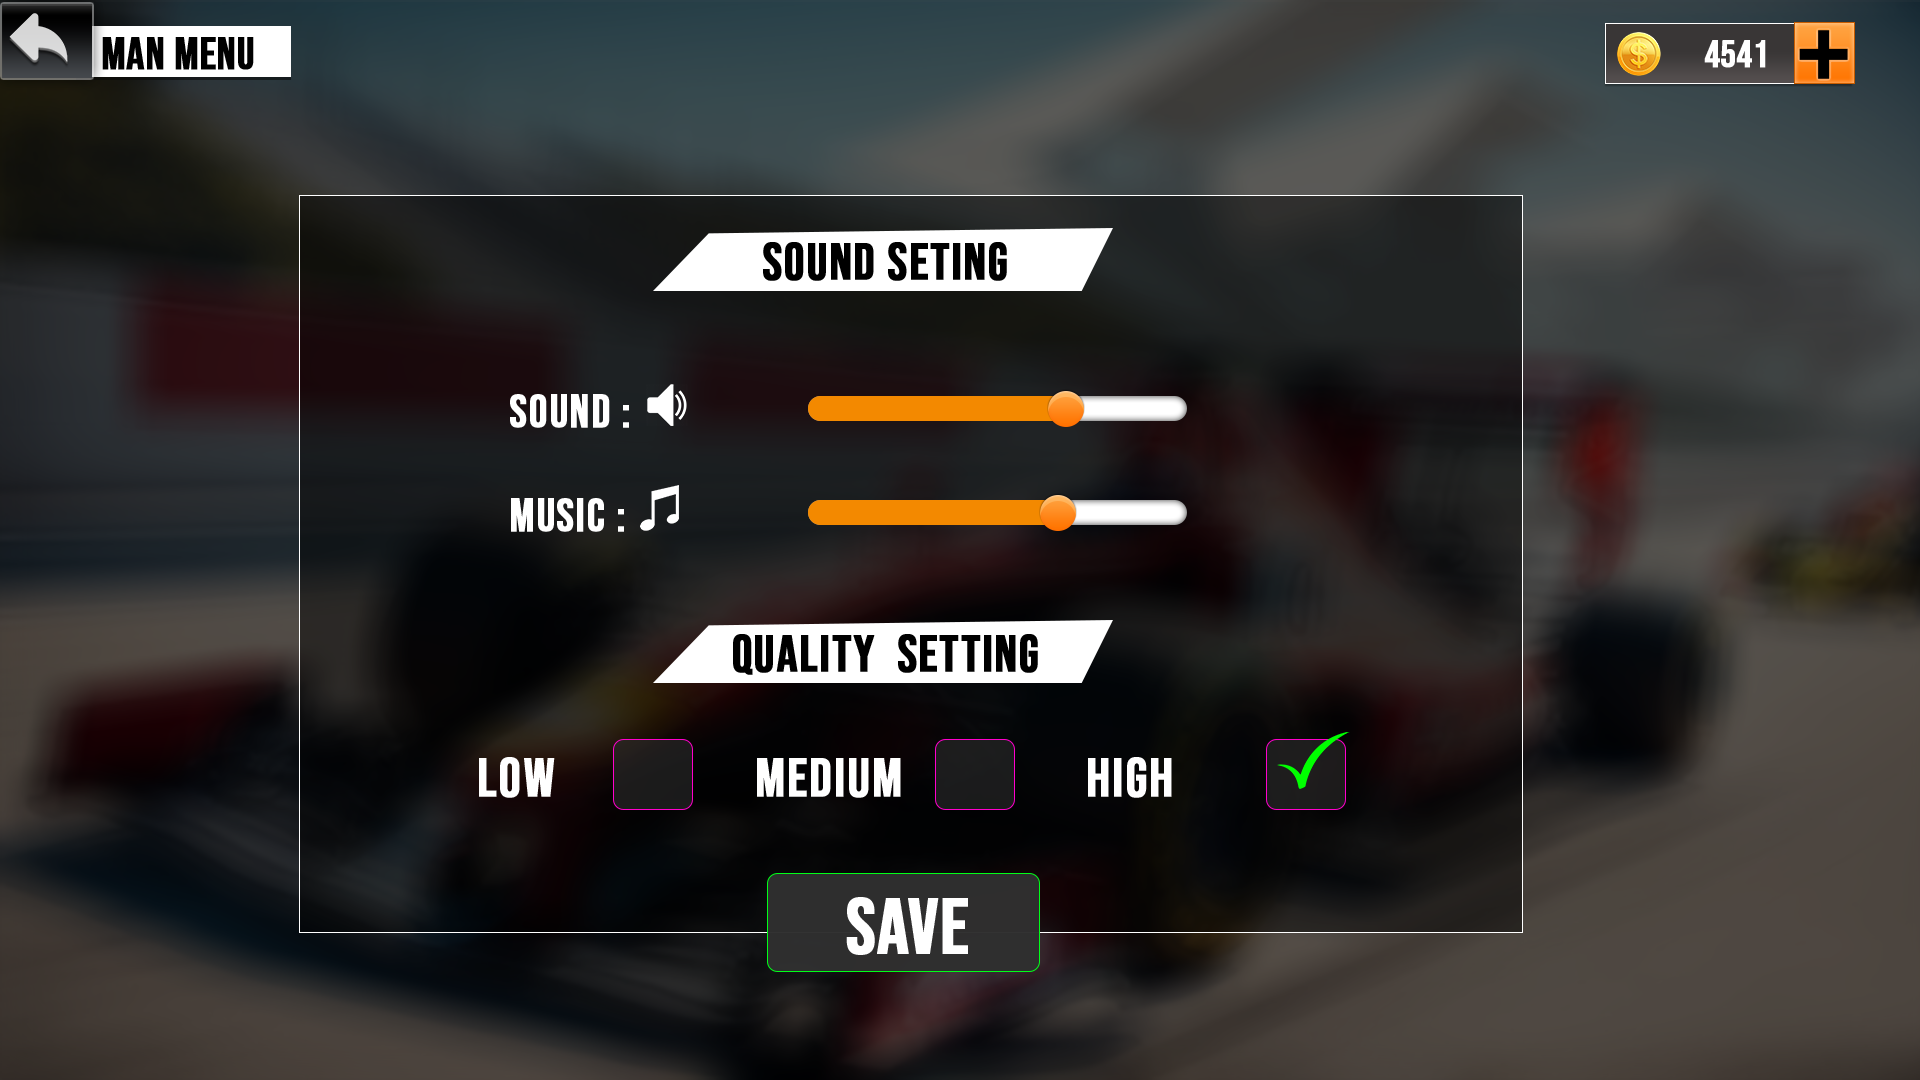 MAN MENU
4541
SOUND SETING
SOUND :
MUSIC :
QUALITY SETTING
LOW
MEDIUM
HIGH
SAVE